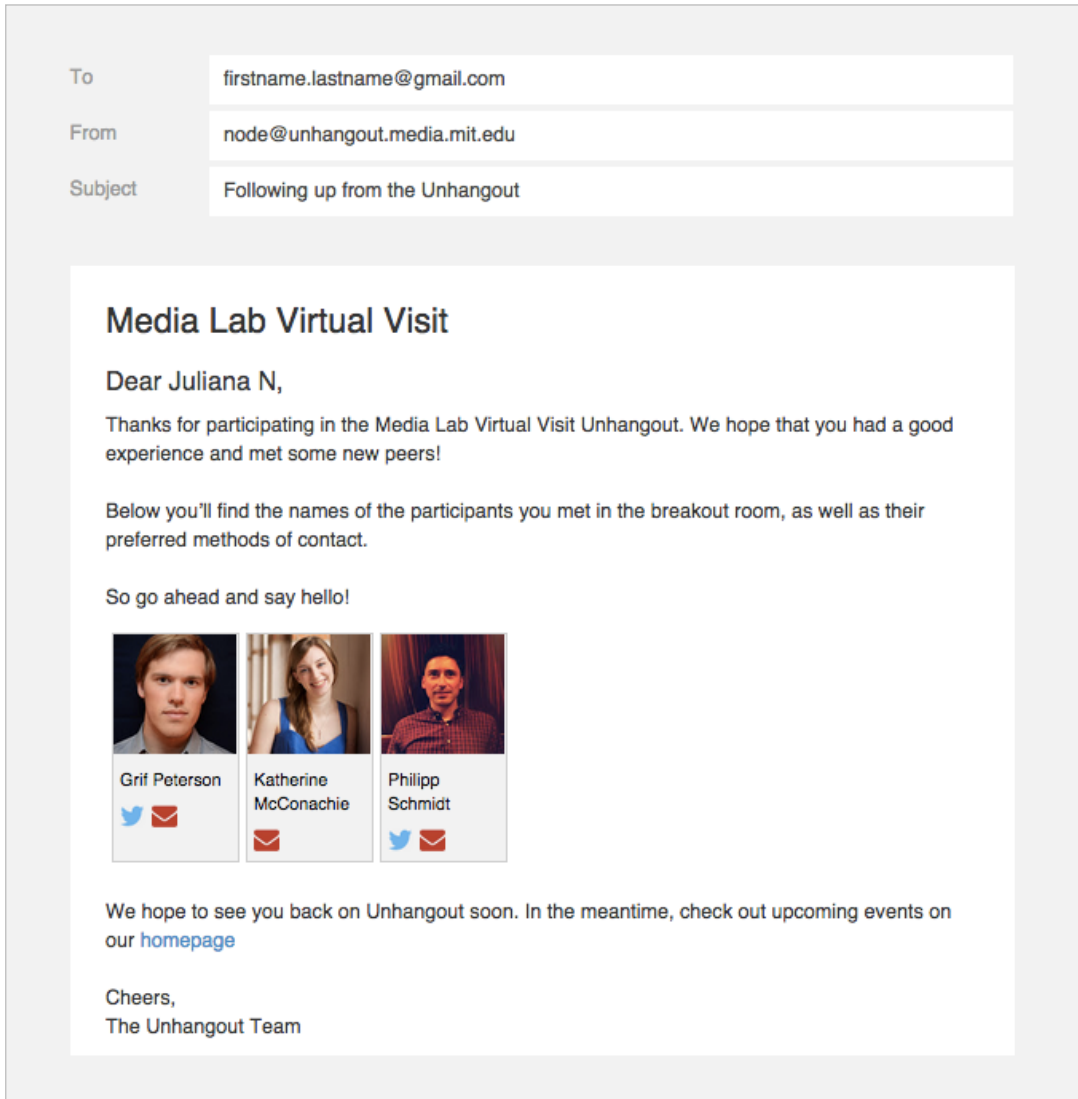 To
firstname.lastname@gmail.com
From
node@unhangout.media.mit.edu
Subject
Following up from the Unhangout
Media Lab Virtual Visit
Dear Juliana N,
Thanks for participating in the Media Lab Virtual Visit Unhangout. We hope that you had a good
experience and met some new peers!
Below you'll find the names of the participants you met in the breakout room, as well as their
preferred methods of contact.
So go ahead and say hello!
Grif Peterson
Katherine
McConachie
Philipp
Schmidt
We hope to see you back on Unhangout soon. In the meantime, check out upcoming events on
our homepage
Cheers,
The Unhangout Team